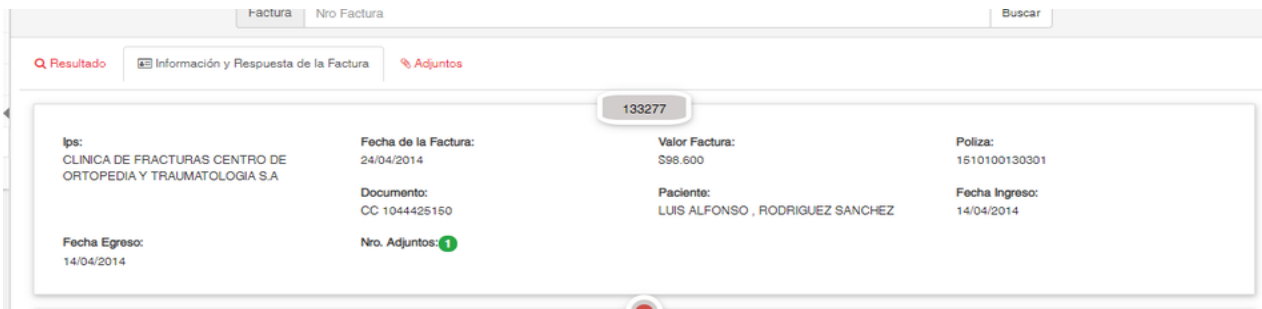 Factura Nro Factura Buscar
Resultado Información y Respuesta de la Factura Adjuntos
133277
Ips: Fecha de la Factura: Valor Factura: Poliza:
CLINICA DE FRACTURAS CENTRO DE 24/04/2014 $98.600 1510100130301
ORTOPEDIA Y TRAUMATOLOGIA S.A
Documento: Paciente: Fecha Ingreso:
CC 1044425150 LUIS ALFONSO , RODRIGUEZ SANCHEZ 14/04/2014
Fecha Egreso: Nro. Adjuntos: 1
14/04/2014